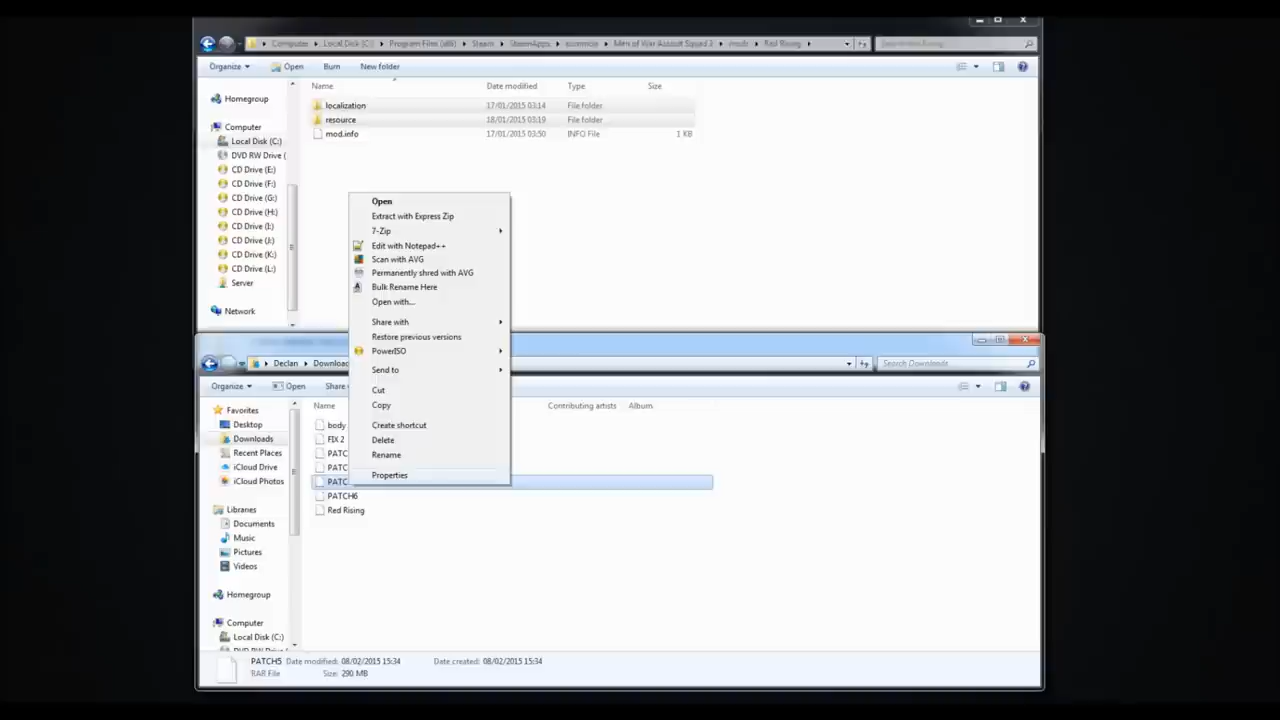 Computer Local Disk (C:) Program Files (x86) Steam SteamApps common Men of War Assault Squad 2 mods Red Rising
Organize Open Burn New folder
Name Date modified Type Size
Homegroup
localization 17/01/2015 03:14 File folder
resource 18/01/2015 03:19 File folder
mod.info 17/01/2015 03:50 INFO File 1 KB
Computer
Local Disk (C:)
DVD RW Drive (
CD Drive (E:)
CD Drive (F:)
CD Drive (G:)
CD Drive (H:)
CD Drive (I:)
CD Drive (J:)
CD Drive (K:)
CD Drive (L:)
Server
Network
Open
Extract with Express Zip
7-Zip
Edit with Notepad++
Scan with AVG
Permanently shred with AVG
Bulk Rename Here
Open with...
Share with
Restore previous versions
PowerISO
Send to
Cut
Copy
Create shortcut
Delete
Rename
Properties
Declan Download Search Downloads
Organize Open Share
Name Contributing artists Album
Favorites
Desktop
Downloads
Recent Places
iCloud Drive
iCloud Photos
Libraries
Documents
Music
Pictures
Videos
Homegroup
Computer
Local Disk (C:)
body
FIX 2
PATC
PATC
PATC
PATCH6
Red Rising
PATCH5 Date modified: 08/02/2015 15:34 Date created: 08/02/2015 15:34
RAR File Size: 290 MB